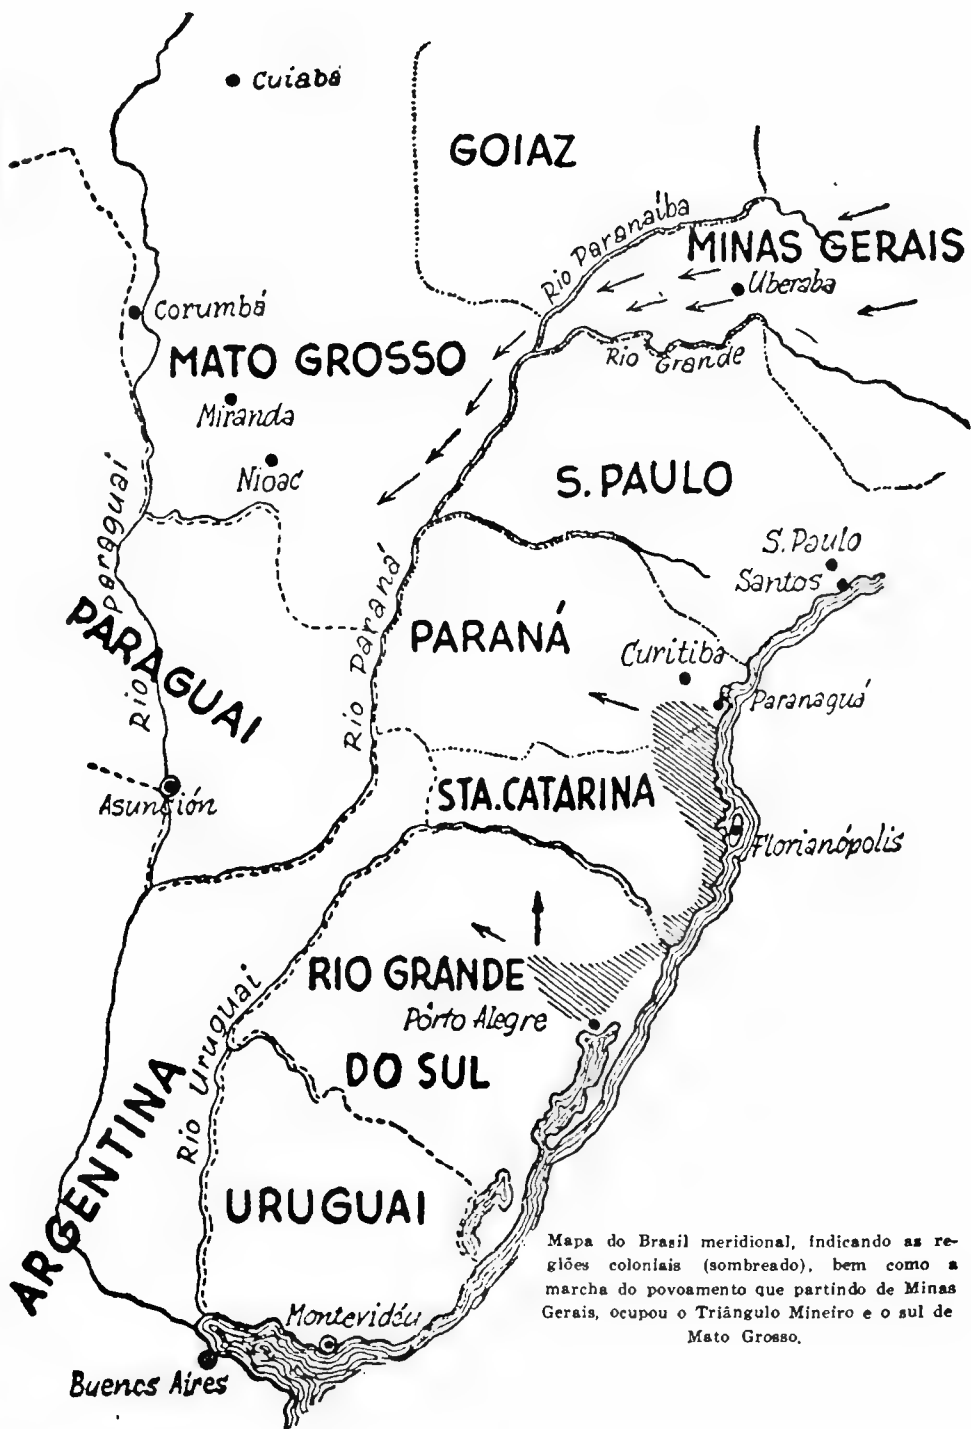 Cuiabá
GOIAZ
Rio Paranaíba
MINAS GERAIS
Uberaba
Corumbá
MATO GROSSO
Rio Grande
Miranda
Nioac
S. PAULO
Rio Paraguai
S. Paulo
Santos
PARAGUAI
Rio Paraná
PARANÁ
Curitiba
Paranaguá
Asunción
STA. CATARINA
Florianópolis
RIO GRANDE
DO SUL
Pôrto Alegre
Rio Uruguai
ARGENTINA
URUGUAI
Montevidéu
Buenos Aires
Mapa do Brasil meridional, indicando as re-
giões coloniais (sombreado), bem como a
marcha do povoamento que partindo de Minas
Gerais, ocupou o Triângulo Mineiro e o sul de
Mato Grosso.